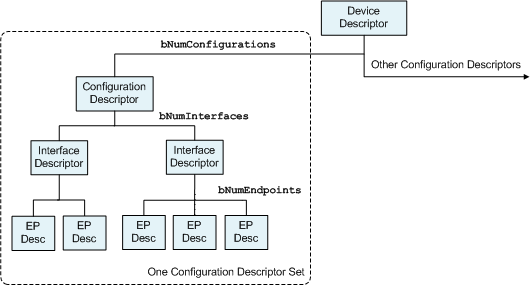 Device
Descriptor
bNumConfigurations
Other Configuration Descriptors
Configuration
Descriptor
bNumInterfaces
Interface
Descriptor
Interface
Descriptor
bNumEndpoints
EP
Desc
EP
Desc
EP
Desc
EP
Desc
EP
Desc
One Configuration Descriptor Set